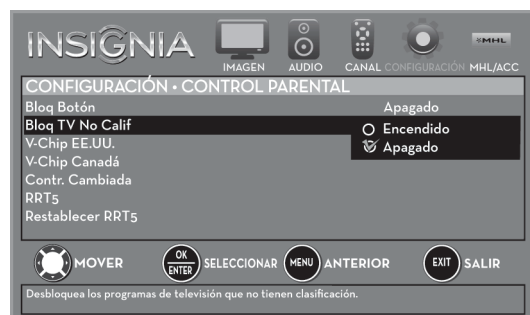 INSIGNIA
IMAGEN AUDIO CANAL CONFIGURACIÓN MHL/ACC
MHL
CONFIGURACIÓN • CONTROL PARENTAL
Bloq Botón Apagado
Bloq TV No Calif Encendido
Apagado
V-Chip EE.UU.
V-Chip Canadá
Contr. Cambiada
RRT5
Restablecer RRT5
MOVER OK ENTER SELECCIONAR MENU ANTERIOR EXIT SALIR
Desbloquea los programas de televisión que no tienen clasificación.